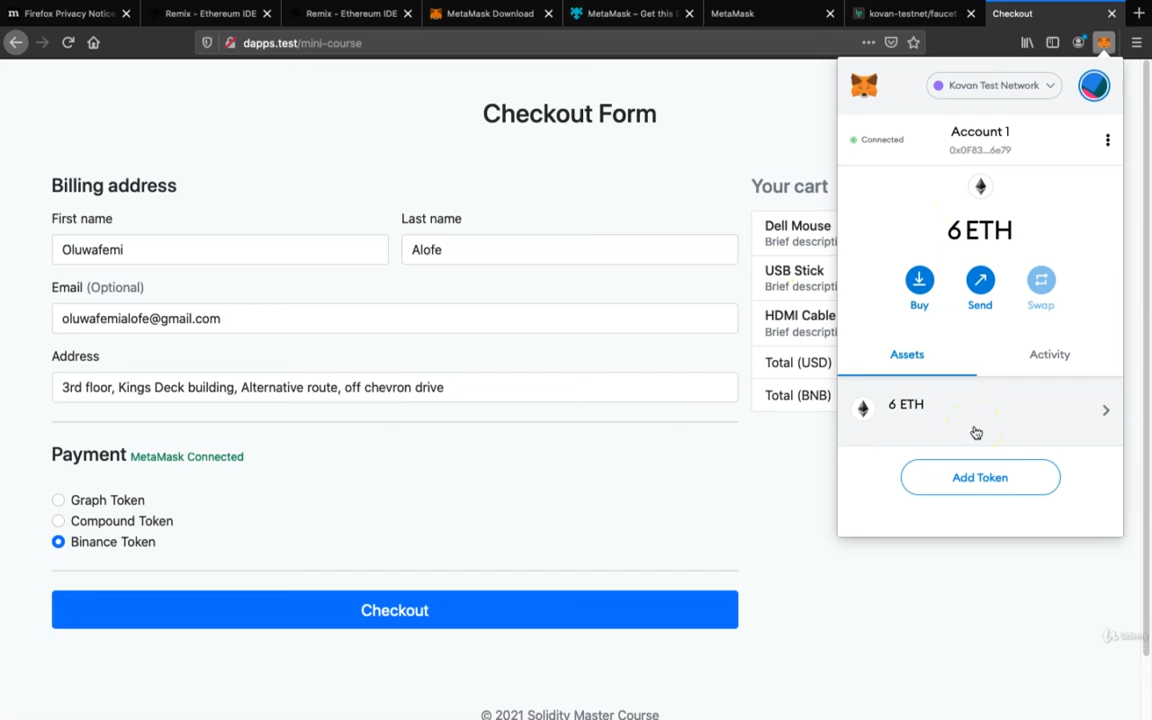 Firefox Privacy Notice
Remix - Ethereum IDE
Remix - Ethereum IDE
MetaMask Download
MetaMask – Get this E
MetaMask
kovan-testnet/faucet
Checkout
dapps.test/mini-course
Checkout Form
Billing address
First name
Last name
Oluwafemi
Alofe
Email (Optional)
oluwafemialofe@gmail.com
Address
3rd floor, Kings Deck building, Alternative route, off chevron drive
Payment MetaMask Connected
Graph Token
Compound Token
Binance Token
Checkout
Your cart
Dell Mouse
Brief descripti
USB Stick
Brief descripti
HDMI Cable
Brief descripti
Total (USD)
Total (BNB)
Kovan Test Network
Connected
Account 1
0x0F83...6e79
6 ETH
Buy
Send
Swap
Assets
Activity
6 ETH
Add Token
Udemy
© 2021 Solidity Master Course